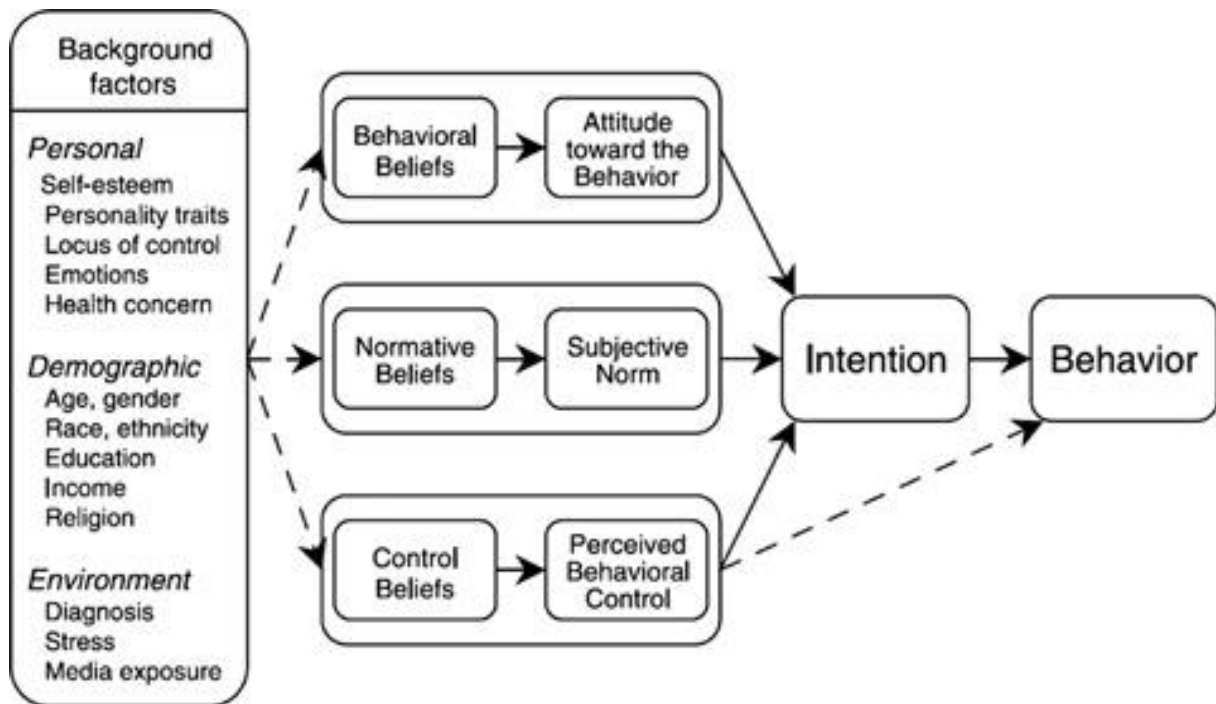 Background
factors
Personal
Self-esteem
Personality traits
Locus of control
Emotions
Health concern
Demographic
Age, gender
Race, ethnicity
Education
Income
Religion
Environment
Diagnosis
Stress
Media exposure
Behavioral
Beliefs
Attitude
toward the
Behavior
Normative
Beliefs
Subjective
Norm
Control
Beliefs
Perceived
Behavioral
Control
Intention
Behavior